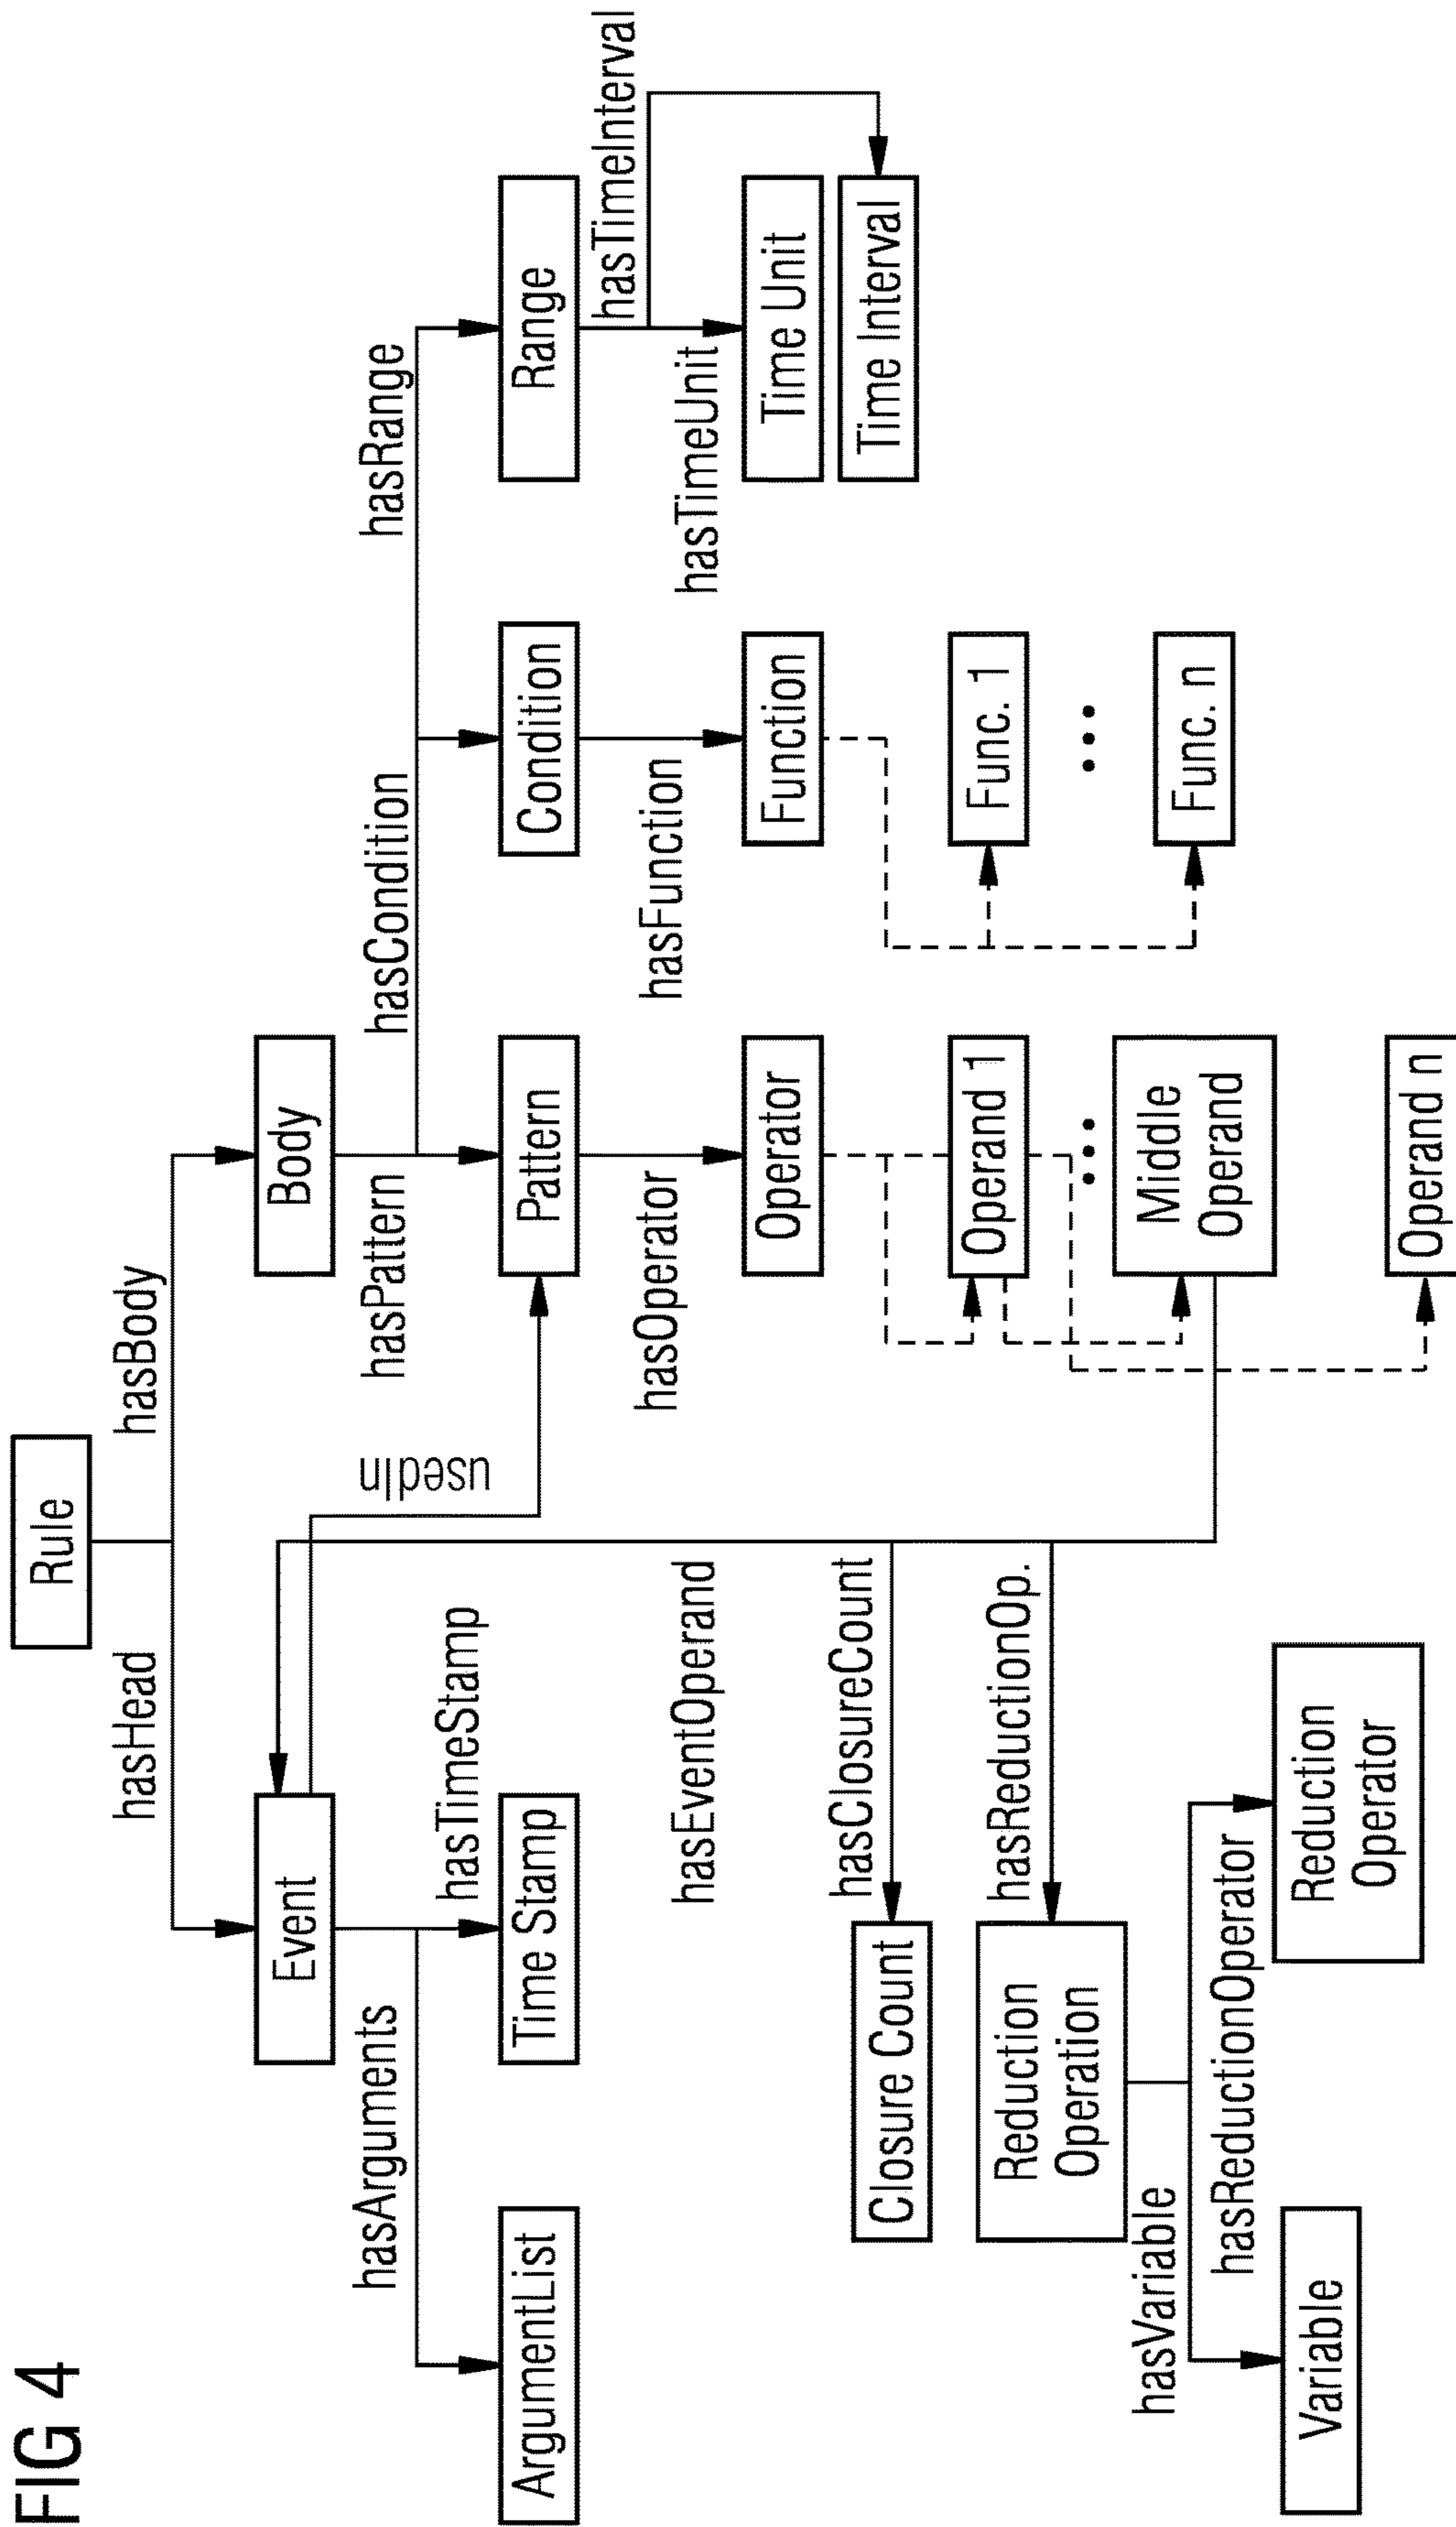 FIG 4
Rule
hasHead
hasBody
Event
Body
hasArguments
hasTimeStamp
usedIn
hasPattern
hasCondition
hasRange
ArgumentList
Time Stamp
Pattern
Condition
Range
hasEventOperand
hasOperator
hasFunction
hasTimeUnit
hasTimeInterval
Operator
Function
Time Unit
Time Interval
hasClosureCount
Closure Count
Operand 1
Func. 1
hasReductionOp.
Reduction
Operation
•••
•••
Middle
Operand
Func. n
hasVariable
hasReductionOperator
Variable
Reduction
Operator
Operand n